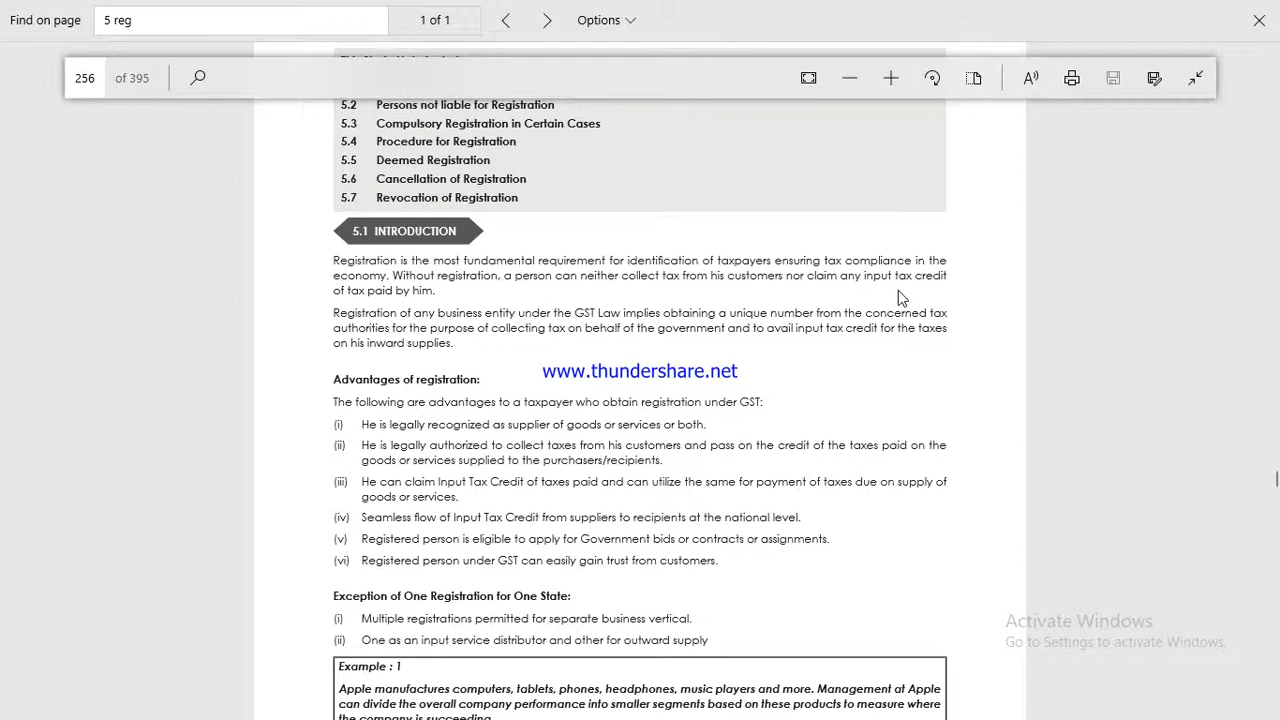 Find on page 5 reg 1 of 1 Options
256 of 395
5.2 Persons not liable for Registration
5.3 Compulsory Registration in Certain Cases
5.4 Procedure for Registration
5.5 Deemed Registration
5.6 Cancellation of Registration
5.7 Revocation of Registration
5.1 INTRODUCTION
Registration is the most fundamental requirement for identification of taxpayers ensuring tax compliance in the
economy. Without registration, a person can neither collect tax from his customers nor claim any input tax credit
of tax paid by him.
Registration of any business entity under the GST Law implies obtaining a unique number from the concerned tax
authorities for the purpose of collecting tax on behalf of the government and to avail input tax credit for the taxes
on his inward supplies.
www.thundershare.net
Advantages of registration:
The following are advantages to a taxpayer who obtain registration under GST:
(i) He is legally recognized as supplier of goods or services or both.
(ii) He is legally authorized to collect taxes from his customers and pass on the credit of the taxes paid on the
goods or services supplied to the purchasers/recipients.
(iii) He can claim Input Tax Credit of taxes paid and can utilize the same for payment of taxes due on supply of
goods or services.
(iv) Seamless flow of Input Tax Credit from suppliers to recipients at the national level.
(v) Registered person is eligible to apply for Government bids or contracts or assignments.
(vi) Registered person under GST can easily gain trust from customers.
Exception of One Registration for One State:
(i) Multiple registrations permitted for separate business vertical.
(ii) One as an input service distributor and other for outward supply
Activate Windows
Go to Settings to activate Windows.
Example : 1
Apple manufactures computers, tablets, phones, headphones, music players and more. Management at Apple
can divide the overall company performance into smaller segments based on these products to measure where
the company is succeeding.